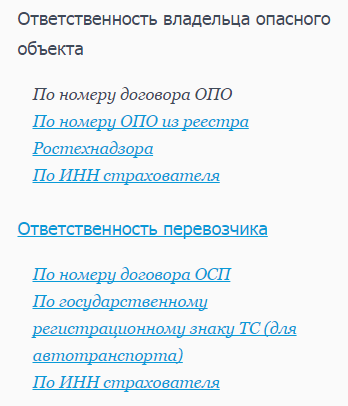 Ответственность владельца опасного
объекта
По номеру договора ОПО
По номеру ОПО из реестра
Ростехнадзора
По ИНН страхователя
Ответственность перевозчика
По номеру договора ОСП
По государственному
регистрационному знаку ТС (для
автотранспорта)
По ИНН страхователя